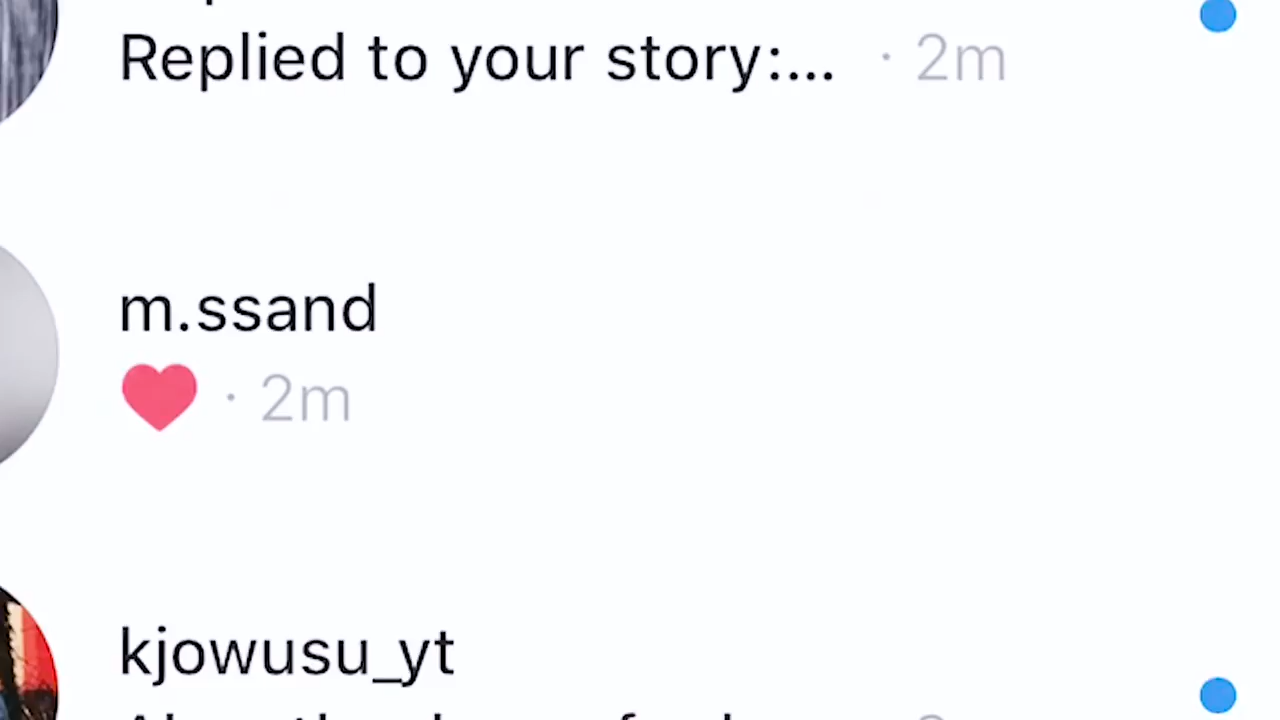 Replied to your story:... · 2m
m.ssand
❤️ · 2m
kjowusu_yt